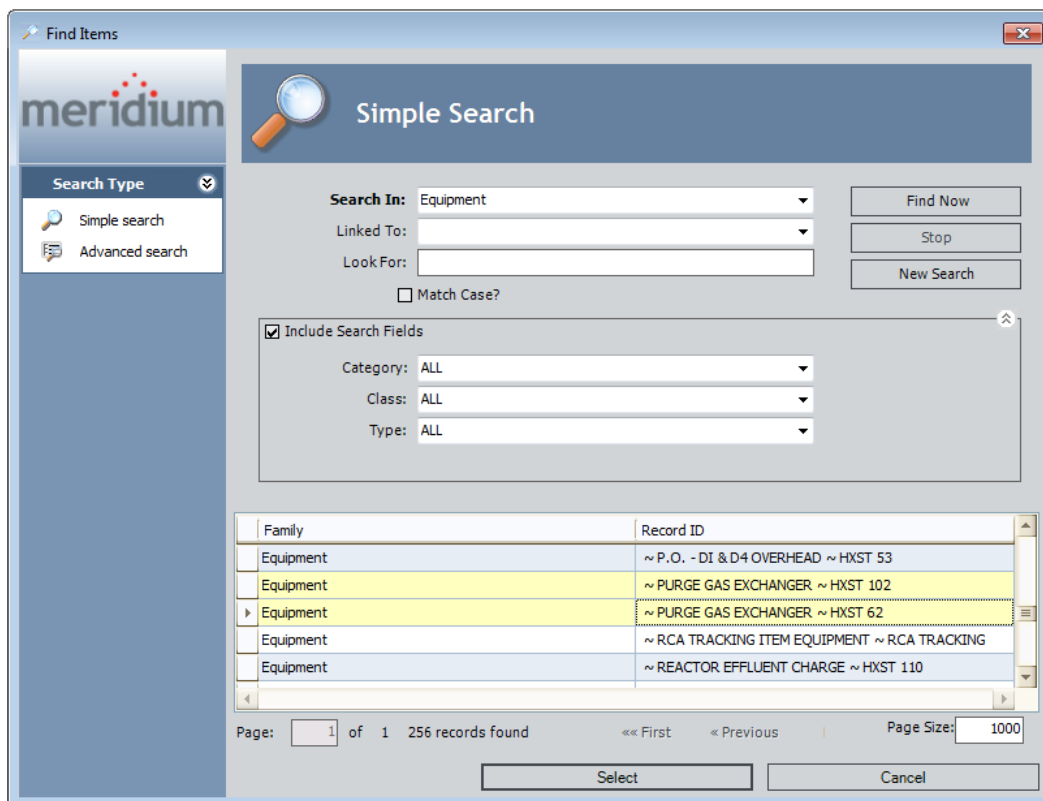 Find Items
meridium
Simple Search
Search Type
Simple search
Advanced search
Search In: Equipment
Find Now
Linked To:
Stop
Look For:
New Search
Match Case?
Include Search Fields
Category: ALL
Class: ALL
Type: ALL
Family Record ID
Equipment ~ P.O. - DI & D4 OVERHEAD ~ HXST 53
Equipment ~ PURGE GAS EXCHANGER ~ HXST 102
Equipment ~ PURGE GAS EXCHANGER ~ HXST 62
Equipment ~ RCA TRACKING ITEM EQUIPMENT ~ RCA TRACKING
Equipment ~ REACTOR EFFLUENT CHARGE ~ HXST 110
Page: 1 of 1 256 records found «« First « Previous Page Size: 1000
Select Cancel